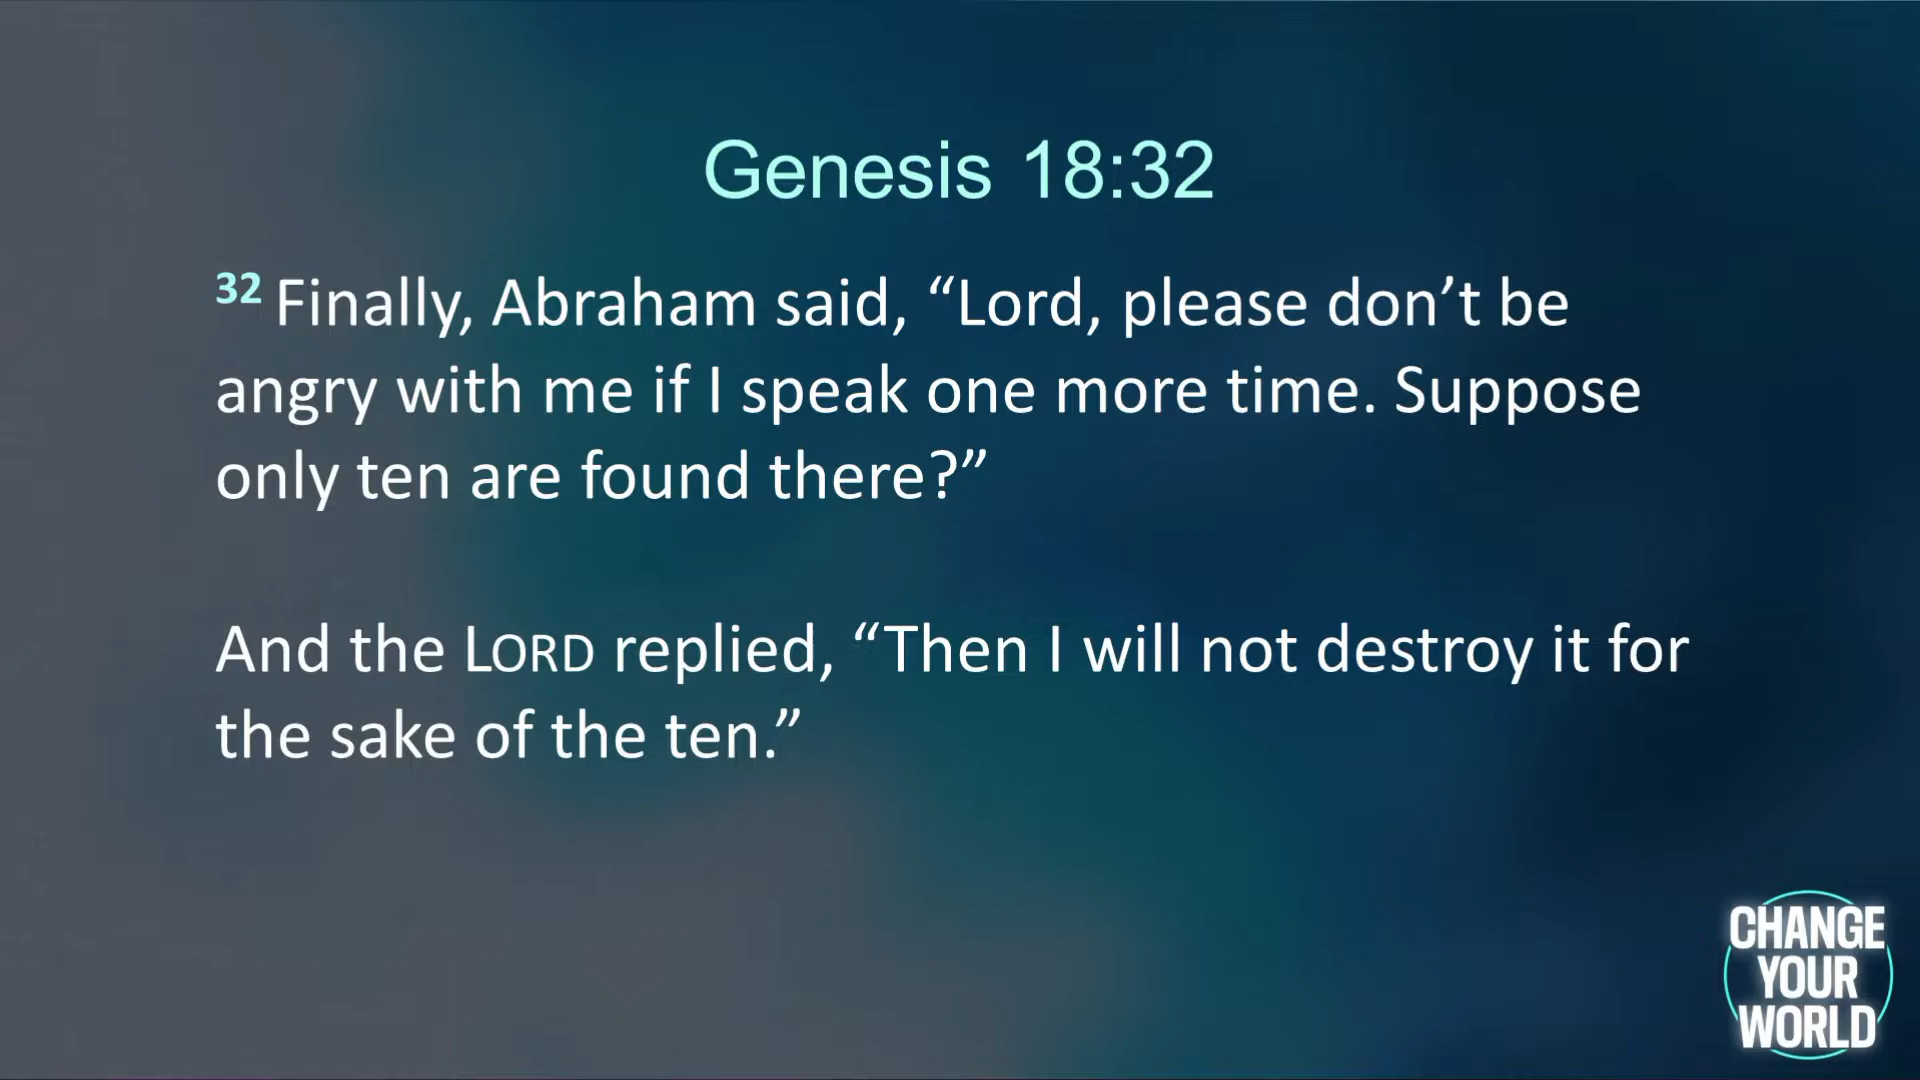 Genesis 18:32
32 Finally, Abraham said, “Lord, please don’t be
angry with me if I speak one more time. Suppose
only ten are found there?”
And the LORD replied, “Then I will not destroy it for
the sake of the ten.”
CHANGE
YOUR
WORLD